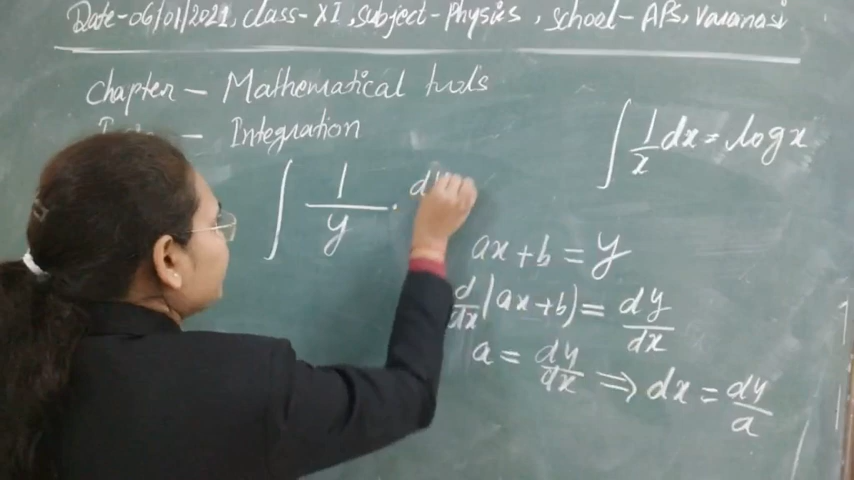 Date-06/01/2021, Class-XI, Subject-Physics, School-APS, Varanasi
Chapter – Mathematical tools
– Integration
∫ 1/x dx = log x
∫ 1/y . dy
ax + b = y
d/dx (ax + b) = dy/dx
a = dy/dx ⇒ dx = dy/a